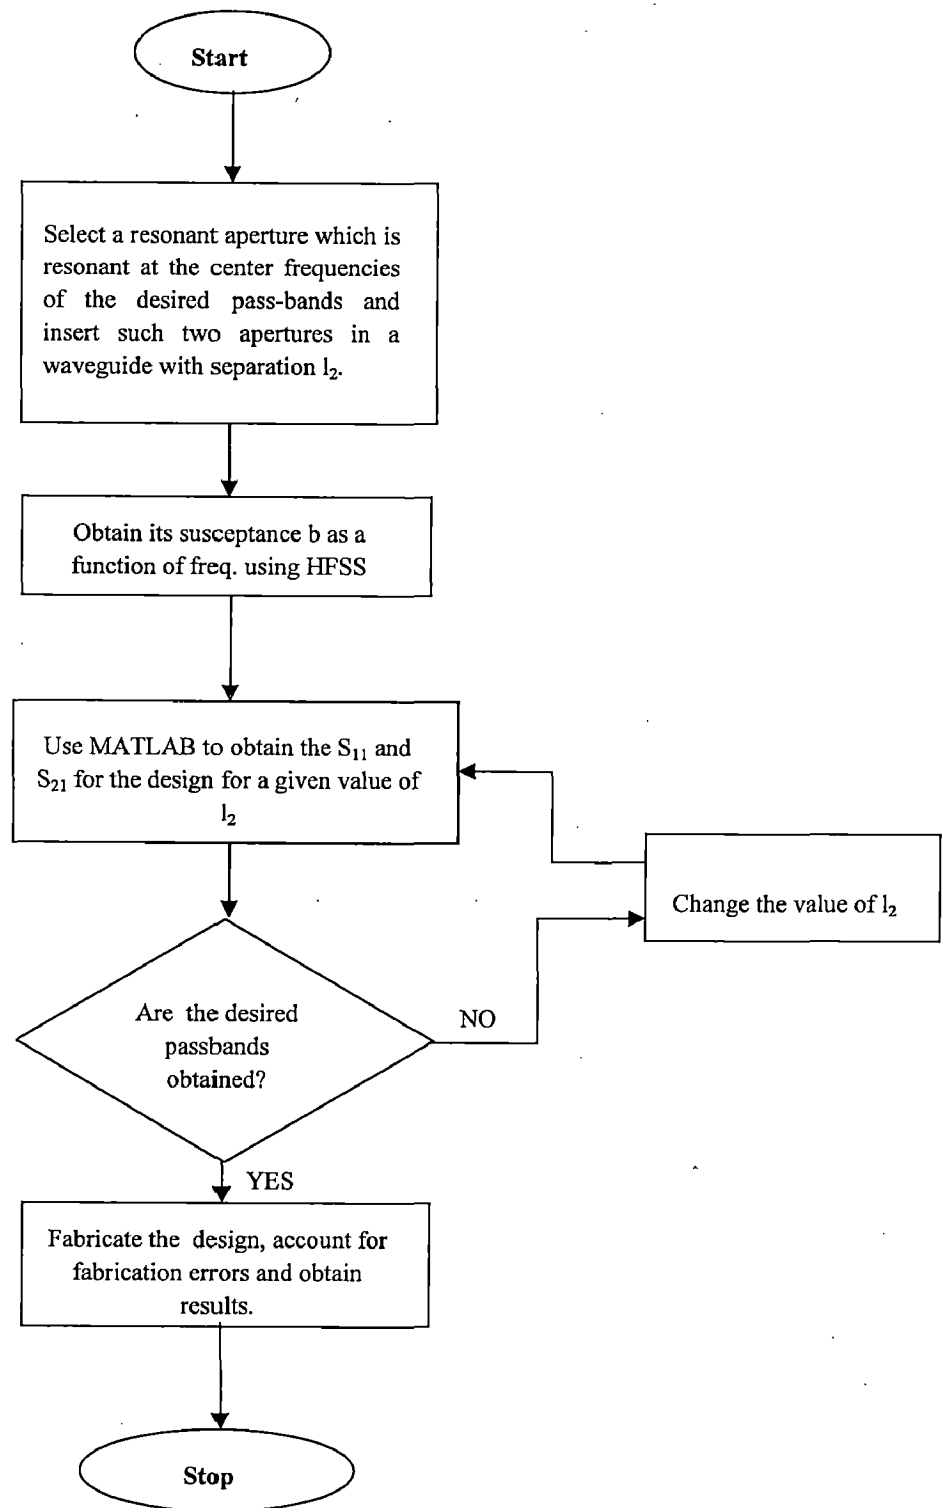 Start
Select a resonant aperture which is
resonant at the center frequencies
of the desired pass-bands and
insert such two apertures in a
waveguide with separation l₂.
Obtain its susceptance b as a
function of freq. using HFSS
Use MATLAB to obtain the S₁₁ and
S₂₁ for the design for a given value of
l₂
Change the value of l₂
Are the desired
passbands
obtained?
NO
YES
Fabricate the design, account for
fabrication errors and obtain
results.
Stop